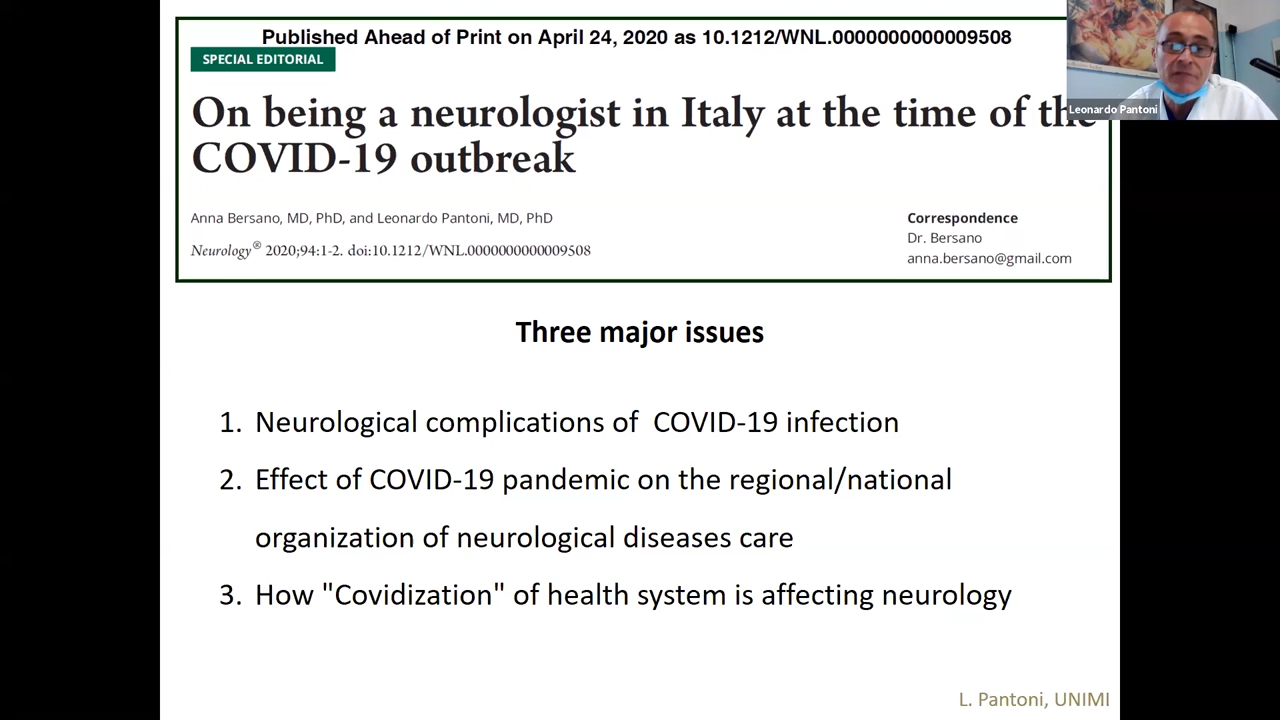 Published Ahead of Print on April 24, 2020 as 10.1212/WNL.0000000000009508
SPECIAL EDITORIAL
On being a neurologist in Italy at the time of the
COVID-19 outbreak
Leonardo Pantoni
Anna Bersano, MD, PhD, and Leonardo Pantoni, MD, PhD
Neurology® 2020;94:1-2. doi:10.1212/WNL.0000000000009508
Correspondence
Dr. Bersano
anna.bersano@gmail.com
Three major issues
1. Neurological complications of COVID-19 infection
2. Effect of COVID-19 pandemic on the regional/national
organization of neurological diseases care
3. How "Covidization" of health system is affecting neurology
L. Pantoni, UNIMI